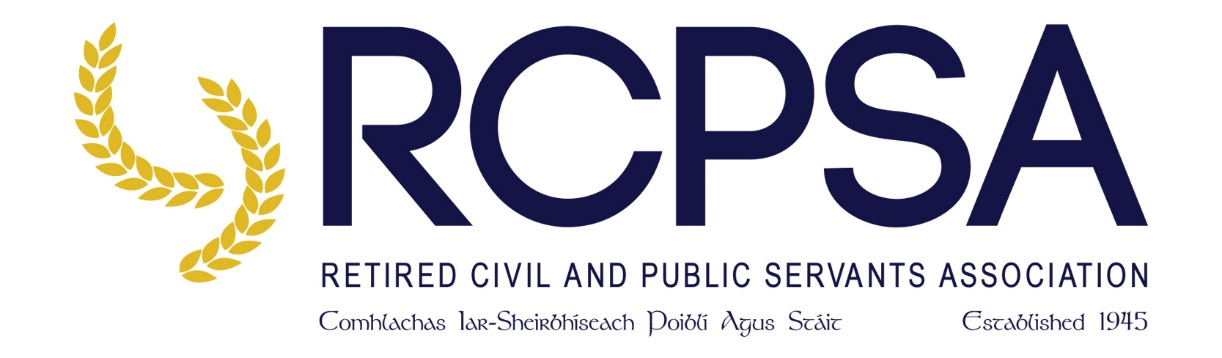 RCPSA
RETIRED CIVIL AND PUBLIC SERVANTS ASSOCIATION
Comhlachas Iar-Sheirbhíseach Poiblí Agus Stáit Established 1945